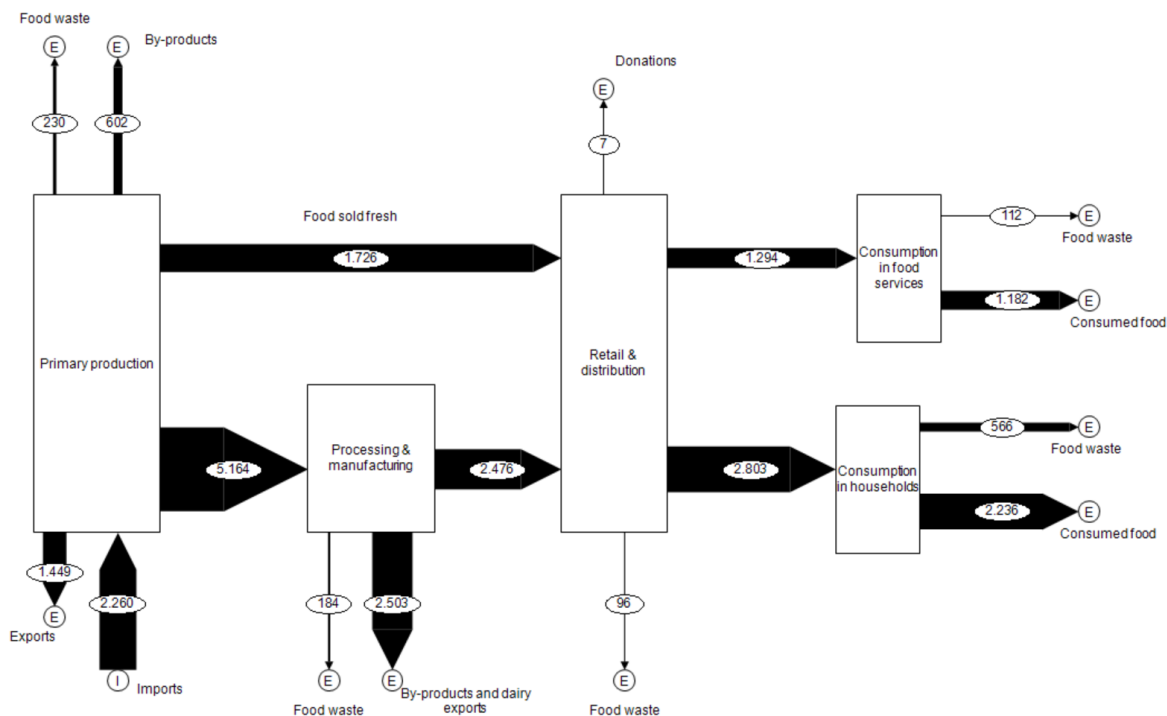 Food waste
By-products
E
E
Donations
E
230
602
7
Food sold fresh
1.726
1.294
Consumption
in food
services
112
E
Food waste
1.182
E
Consumed food
Primary production
Retail &
distribution
Processing &
manufacturing
5.164
2.476
2.803
Consumption
in households
566
E
Food waste
2.236
E
Consumed food
1.449
2.260
184
2.503
96
E
Exports
I
Imports
E
Food waste
E
By-products and dairy
exports
E
Food waste